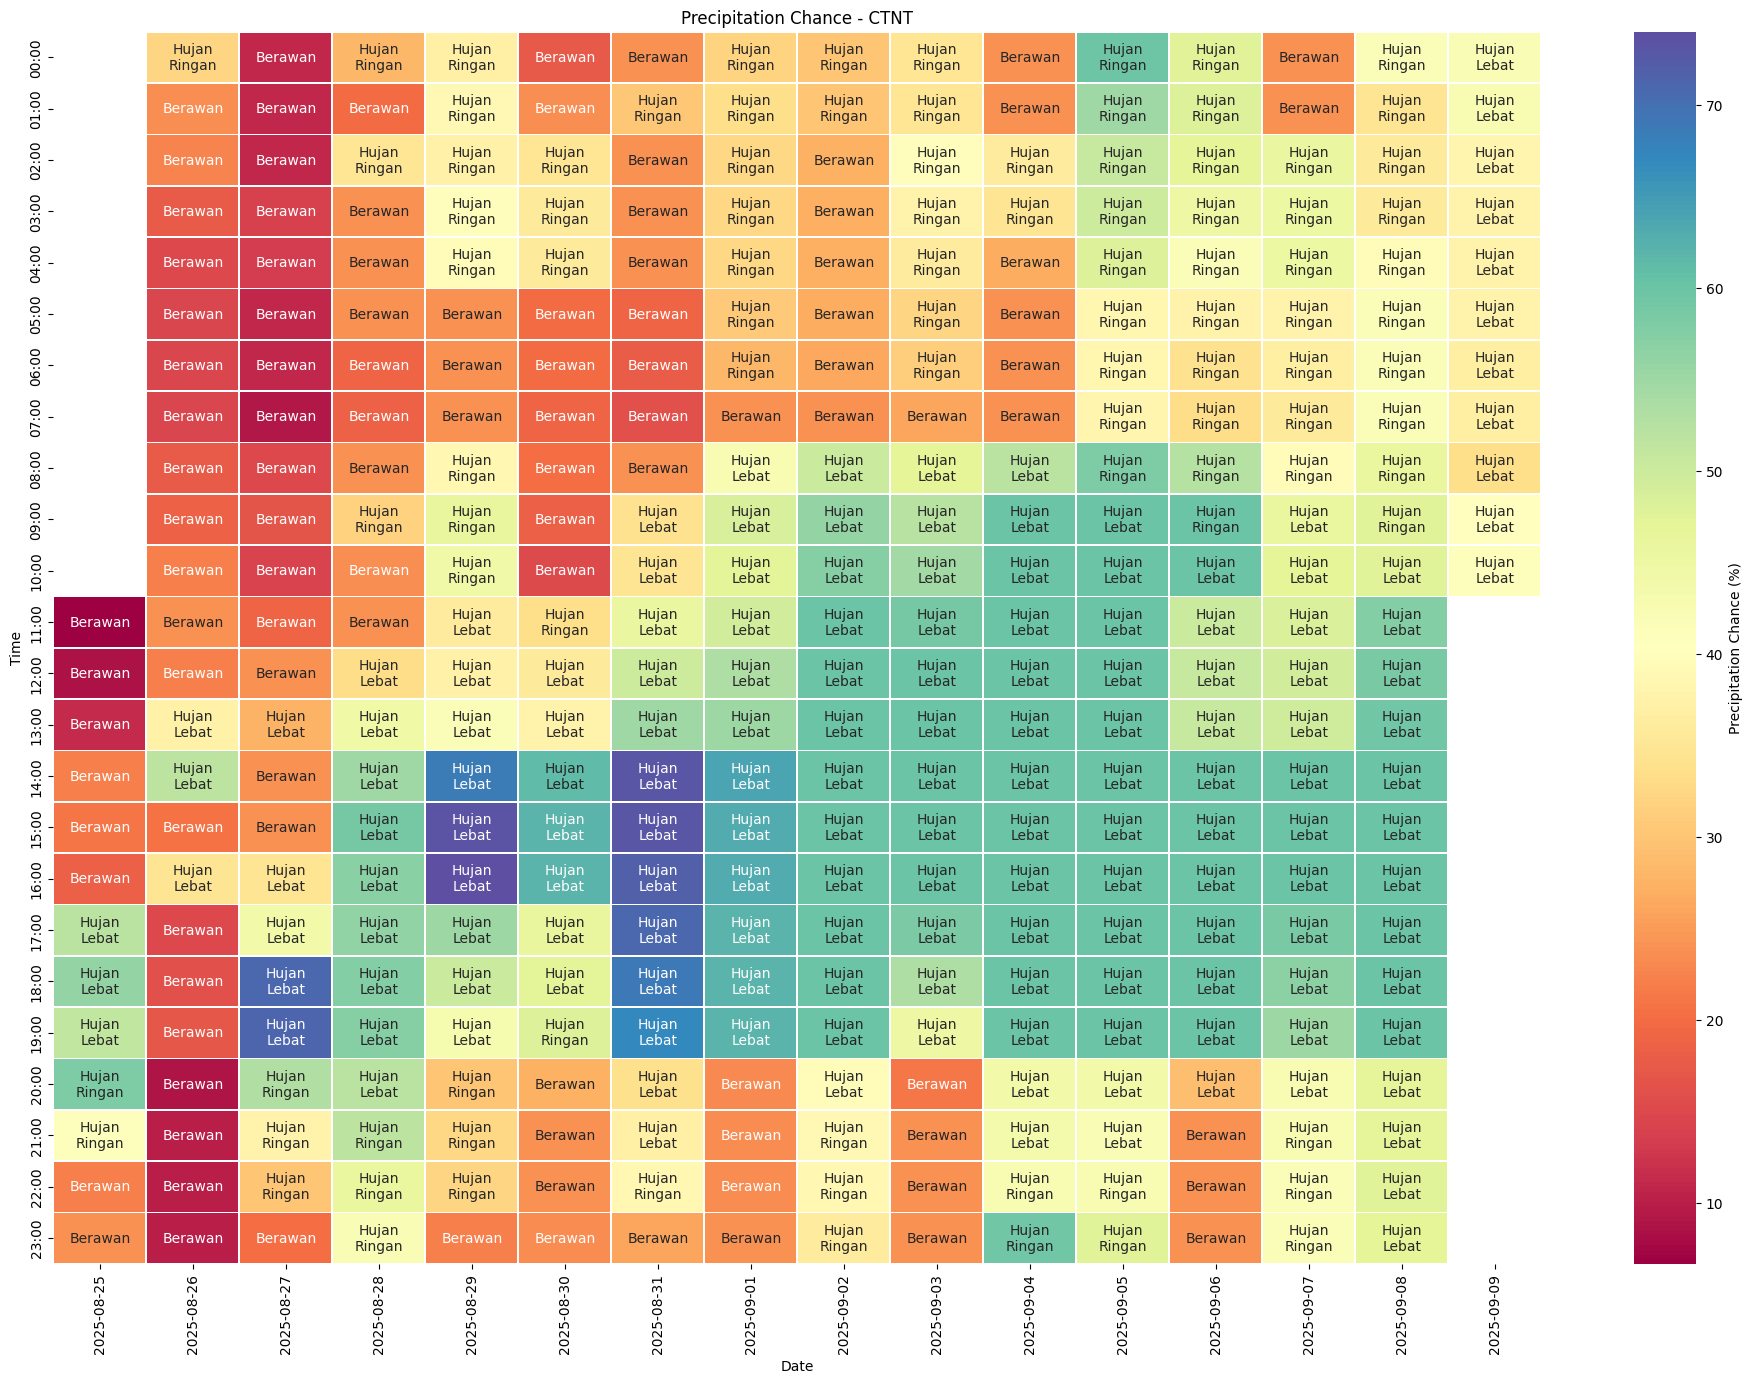 Precipitation Chance - CTNT
00:00 Hujan Ringan Berawan Hujan Ringan Hujan Ringan Berawan Berawan Hujan Ringan Hujan Ringan Hujan Ringan Berawan Hujan Ringan Hujan Ringan Berawan Hujan Ringan Hujan Lebat
01:00 Berawan Berawan Berawan Hujan Ringan Berawan Hujan Ringan Hujan Ringan Hujan Ringan Hujan Ringan Berawan Hujan Ringan Hujan Ringan Berawan Hujan Ringan Hujan Lebat
02:00 Berawan Berawan Hujan Ringan Hujan Ringan Hujan Ringan Berawan Hujan Ringan Berawan Hujan Ringan Hujan Ringan Hujan Ringan Hujan Ringan Hujan Ringan Hujan Ringan Hujan Lebat
03:00 Berawan Berawan Berawan Hujan Ringan Hujan Ringan Berawan Hujan Ringan Berawan Hujan Ringan Hujan Ringan Hujan Ringan Hujan Ringan Hujan Ringan Hujan Ringan Hujan Lebat
04:00 Berawan Berawan Berawan Hujan Ringan Hujan Ringan Berawan Hujan Ringan Berawan Hujan Ringan Berawan Hujan Ringan Hujan Ringan Hujan Ringan Hujan Ringan Hujan Lebat
05:00 Berawan Berawan Berawan Berawan Berawan Berawan Hujan Ringan Berawan Hujan Ringan Berawan Hujan Ringan Hujan Ringan Hujan Ringan Hujan Ringan Hujan Lebat
06:00 Berawan Berawan Berawan Berawan Berawan Berawan Hujan Ringan Berawan Hujan Ringan Berawan Hujan Ringan Hujan Ringan Hujan Ringan Hujan Ringan Hujan Lebat
07:00 Berawan Berawan Berawan Berawan Berawan Berawan Berawan Berawan Berawan Berawan Hujan Ringan Hujan Ringan Hujan Ringan Hujan Ringan Hujan Lebat
08:00 Berawan Berawan Berawan Hujan Ringan Berawan Berawan Hujan Lebat Hujan Lebat Hujan Lebat Hujan Lebat Hujan Ringan Hujan Ringan Hujan Ringan Hujan Ringan Hujan Lebat
09:00 Berawan Berawan Hujan Ringan Hujan Ringan Berawan Hujan Lebat Hujan Lebat Hujan Lebat Hujan Lebat Hujan Lebat Hujan Lebat Hujan Ringan Hujan Lebat Hujan Ringan Hujan Lebat
10:00 Berawan Berawan Berawan Hujan Ringan Berawan Hujan Lebat Hujan Lebat Hujan Lebat Hujan Lebat Hujan Lebat Hujan Lebat Hujan Lebat Hujan Lebat Hujan Lebat Hujan Lebat
11:00 Berawan Berawan Berawan Berawan Hujan Lebat Hujan Ringan Hujan Lebat Hujan Lebat Hujan Lebat Hujan Lebat Hujan Lebat Hujan Lebat Hujan Lebat Hujan Lebat Hujan Lebat
12:00 Berawan Berawan Berawan Hujan Lebat Hujan Lebat Hujan Lebat Hujan Lebat Hujan Lebat Hujan Lebat Hujan Lebat Hujan Lebat Hujan Lebat Hujan Lebat Hujan Lebat Hujan Lebat
13:00 Berawan Hujan Lebat Hujan Lebat Hujan Lebat Hujan Lebat Hujan Lebat Hujan Lebat Hujan Lebat Hujan Lebat Hujan Lebat Hujan Lebat Hujan Lebat Hujan Lebat Hujan Lebat Hujan Lebat
14:00 Berawan Hujan Lebat Berawan Hujan Lebat Hujan Lebat Hujan Lebat Hujan Lebat Hujan Lebat Hujan Lebat Hujan Lebat Hujan Lebat Hujan Lebat Hujan Lebat Hujan Lebat Hujan Lebat
15:00 Berawan Berawan Berawan Hujan Lebat Hujan Lebat Hujan Lebat Hujan Lebat Hujan Lebat Hujan Lebat Hujan Lebat Hujan Lebat Hujan Lebat Hujan Lebat Hujan Lebat Hujan Lebat
16:00 Berawan Hujan Lebat Hujan Lebat Hujan Lebat Hujan Lebat Hujan Lebat Hujan Lebat Hujan Lebat Hujan Lebat Hujan Lebat Hujan Lebat Hujan Lebat Hujan Lebat Hujan Lebat Hujan Lebat
17:00 Hujan Lebat Berawan Hujan Lebat Hujan Lebat Hujan Lebat Hujan Lebat Hujan Lebat Hujan Lebat Hujan Lebat Hujan Lebat Hujan Lebat Hujan Lebat Hujan Lebat Hujan Lebat Hujan Lebat
18:00 Hujan Lebat Berawan Hujan Lebat Hujan Lebat Hujan Lebat Hujan Lebat Hujan Lebat Hujan Lebat Hujan Lebat Hujan Lebat Hujan Lebat Hujan Lebat Hujan Lebat Hujan Lebat Hujan Lebat
19:00 Hujan Lebat Berawan Hujan Lebat Hujan Lebat Hujan Lebat Hujan Ringan Hujan Lebat Hujan Lebat Hujan Lebat Hujan Lebat Hujan Lebat Hujan Lebat Hujan Lebat Hujan Lebat Hujan Lebat
20:00 Hujan Ringan Berawan Hujan Ringan Hujan Lebat Hujan Ringan Berawan Hujan Lebat Berawan Hujan Lebat Berawan Hujan Lebat Hujan Lebat Hujan Lebat Hujan Lebat Hujan Lebat
21:00 Hujan Ringan Berawan Hujan Ringan Hujan Ringan Hujan Ringan Berawan Hujan Lebat Berawan Hujan Ringan Berawan Hujan Lebat Hujan Lebat Berawan Hujan Ringan Hujan Lebat
22:00 Berawan Berawan Hujan Ringan Hujan Ringan Hujan Ringan Berawan Hujan Ringan Berawan Hujan Ringan Berawan Hujan Ringan Hujan Ringan Berawan Hujan Ringan Hujan Lebat
23:00 Berawan Berawan Berawan Hujan Ringan Berawan Berawan Berawan Berawan Hujan Ringan Berawan Hujan Ringan Hujan Ringan Berawan Hujan Ringan Hujan Lebat
Time
2025-08-25 2025-08-26 2025-08-27 2025-08-28 2025-08-29 2025-08-30 2025-08-31 2025-09-01 2025-09-02 2025-09-03 2025-09-04 2025-09-05 2025-09-06 2025-09-07 2025-09-08 2025-09-09
Date
70
60
50
40
30
20
10
Precipitation Chance (%)